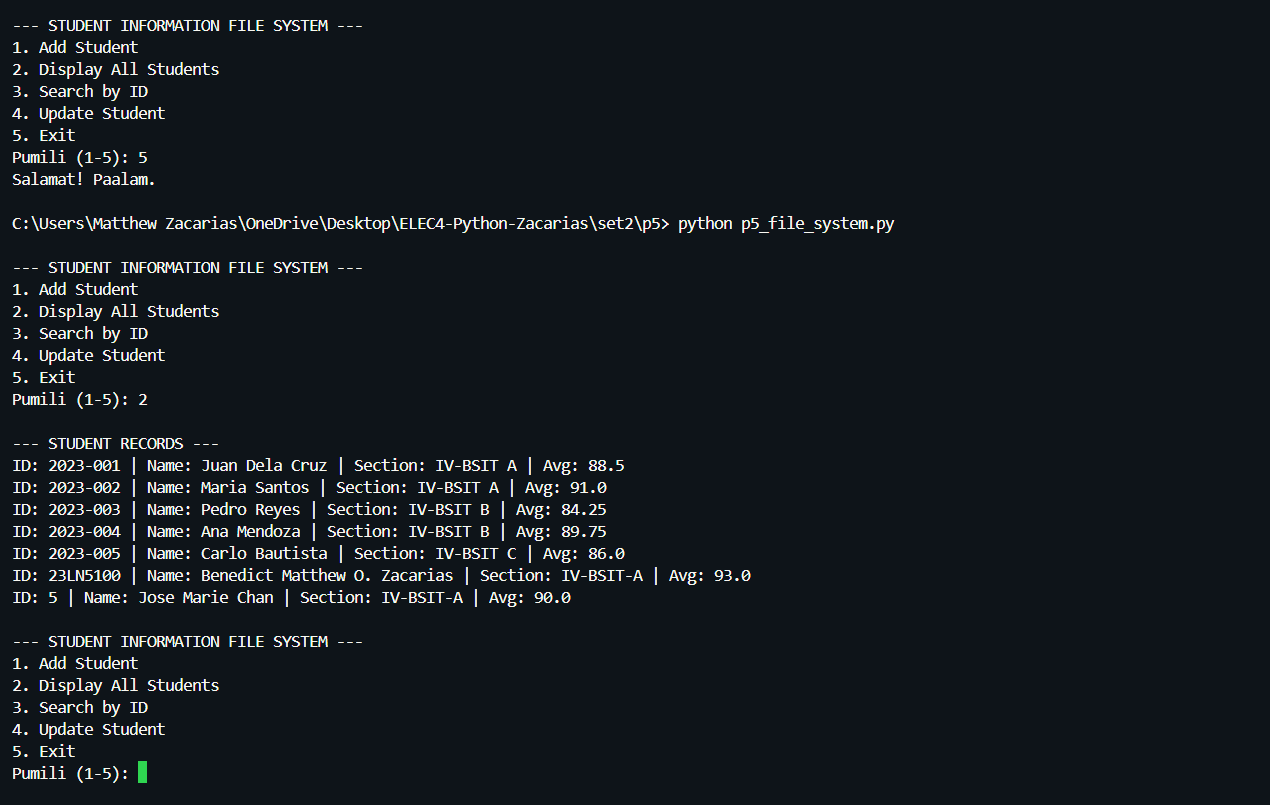 --- STUDENT INFORMATION FILE SYSTEM ---
1. Add Student
2. Display All Students
3. Search by ID
4. Update Student
5. Exit
Pumili (1-5): 5
Salamat! Paalam.
C:\Users\Matthew Zacarias\OneDrive\Desktop\ELEC4-Python-Zacarias\set2\p5> python p5_file_system.py
--- STUDENT INFORMATION FILE SYSTEM ---
1. Add Student
2. Display All Students
3. Search by ID
4. Update Student
5. Exit
Pumili (1-5): 2
--- STUDENT RECORDS ---
ID: 2023-001 | Name: Juan Dela Cruz | Section: IV-BSIT A | Avg: 88.5
ID: 2023-002 | Name: Maria Santos | Section: IV-BSIT A | Avg: 91.0
ID: 2023-003 | Name: Pedro Reyes | Section: IV-BSIT B | Avg: 84.25
ID: 2023-004 | Name: Ana Mendoza | Section: IV-BSIT B | Avg: 89.75
ID: 2023-005 | Name: Carlo Bautista | Section: IV-BSIT C | Avg: 86.0
ID: 23LN5100 | Name: Benedict Matthew O. Zacarias | Section: IV-BSIT-A | Avg: 93.0
ID: 5 | Name: Jose Marie Chan | Section: IV-BSIT-A | Avg: 90.0
--- STUDENT INFORMATION FILE SYSTEM ---
1. Add Student
2. Display All Students
3. Search by ID
4. Update Student
5. Exit
Pumili (1-5):